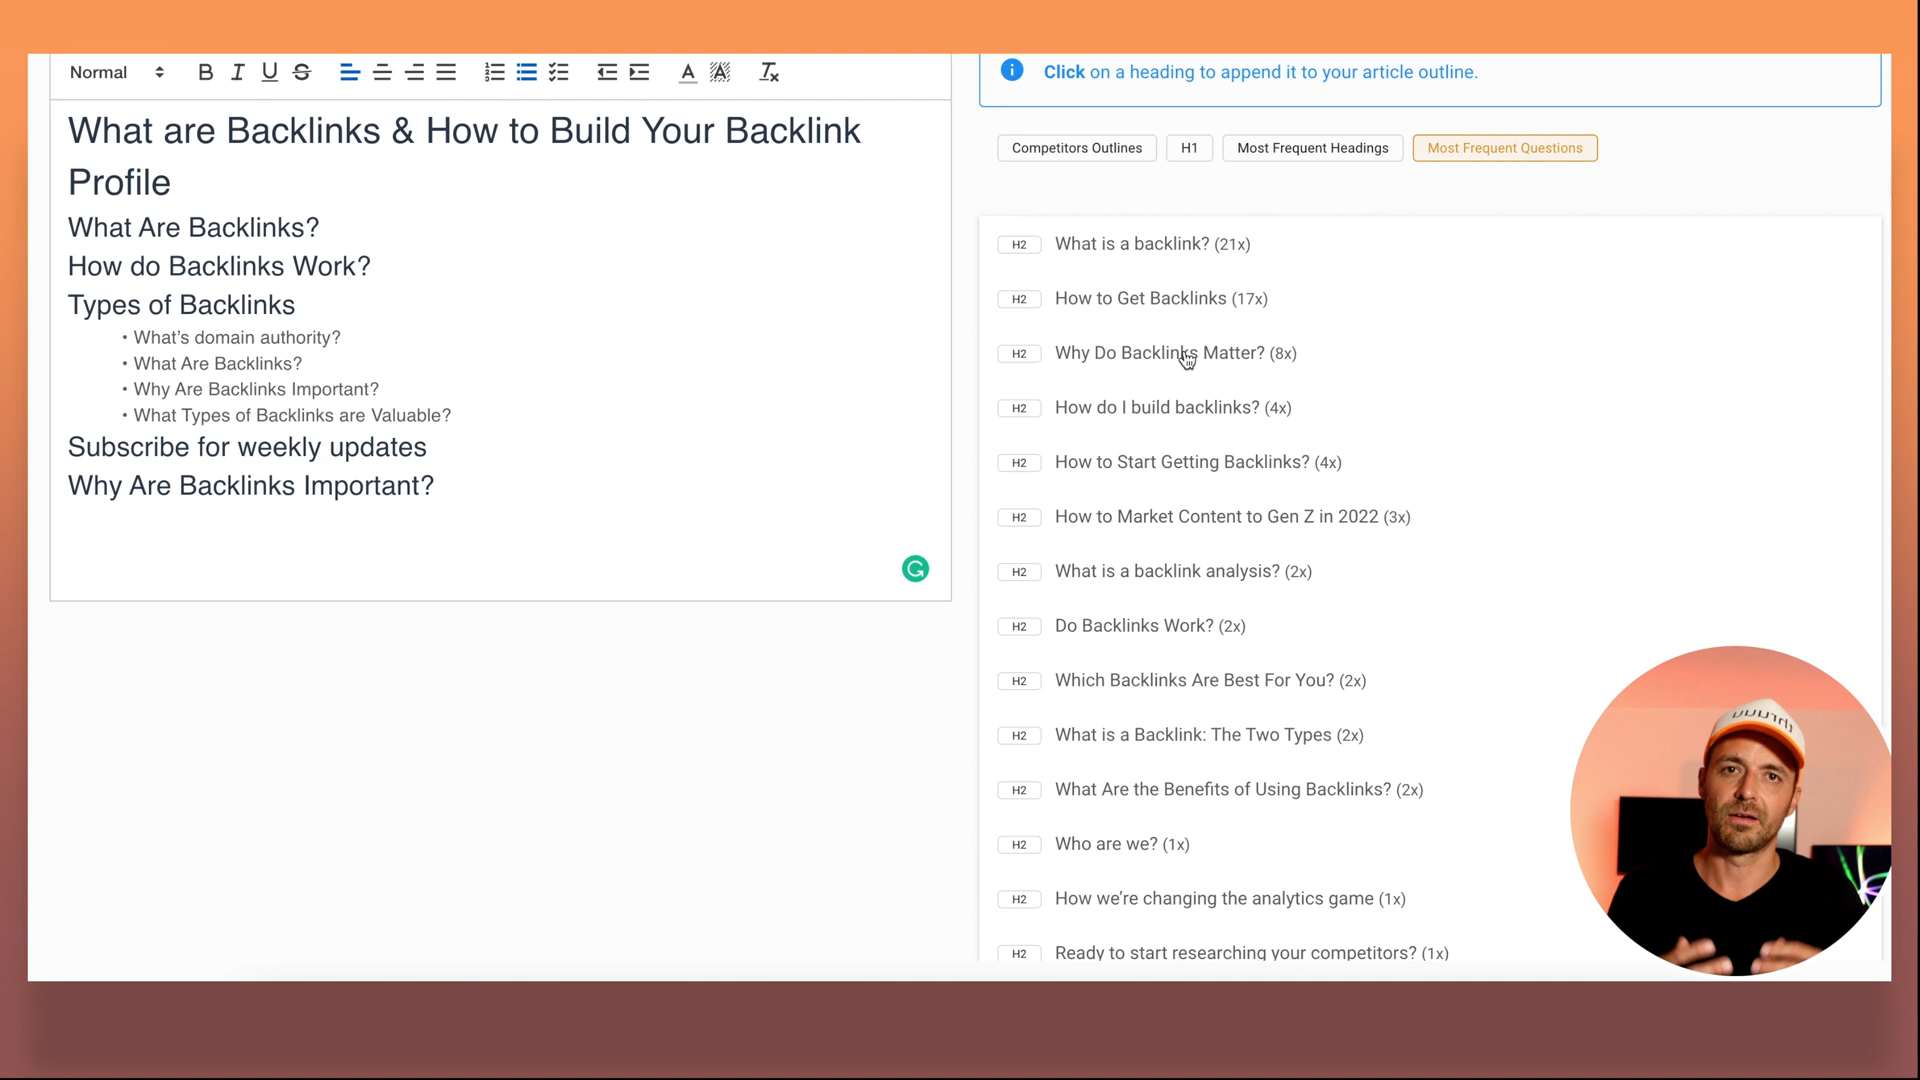 Normal
B I U S
Click on a heading to append it to your article outline.
What are Backlinks & How to Build Your Backlink
Profile
What Are Backlinks?
How do Backlinks Work?
Types of Backlinks
• What’s domain authority?
• What Are Backlinks?
• Why Are Backlinks Important?
• What Types of Backlinks are Valuable?
Subscribe for weekly updates
Why Are Backlinks Important?
Competitors Outlines H1 Most Frequent Headings Most Frequent Questions
H2 What is a backlink? (21x)
H2 How to Get Backlinks (17x)
H2 Why Do Backlinks Matter? (8x)
H2 How do I build backlinks? (4x)
H2 How to Start Getting Backlinks? (4x)
H2 How to Market Content to Gen Z in 2022 (3x)
H2 What is a backlink analysis? (2x)
H2 Do Backlinks Work? (2x)
H2 Which Backlinks Are Best For You? (2x)
H2 What is a Backlink: The Two Types (2x)
H2 What Are the Benefits of Using Backlinks? (2x)
H2 Who are we? (1x)
H2 How we’re changing the analytics game (1x)
H2 Ready to start researching your competitors? (1x)
thruuu